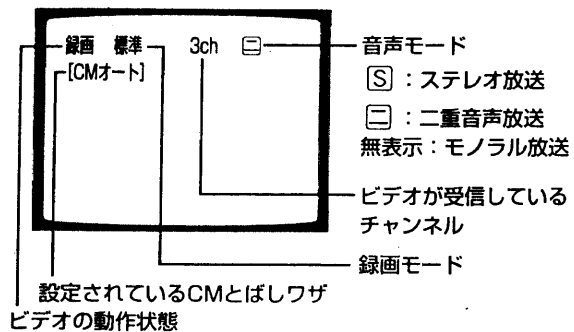 録画 標準 3ch 二
[CMオート]
音声モード
S：ステレオ放送
二：二重音声放送
無表示：モノラル放送
ビデオが受信している
チャンネル
録画モード
設定されているCMとばしワザ
ビデオの動作状態